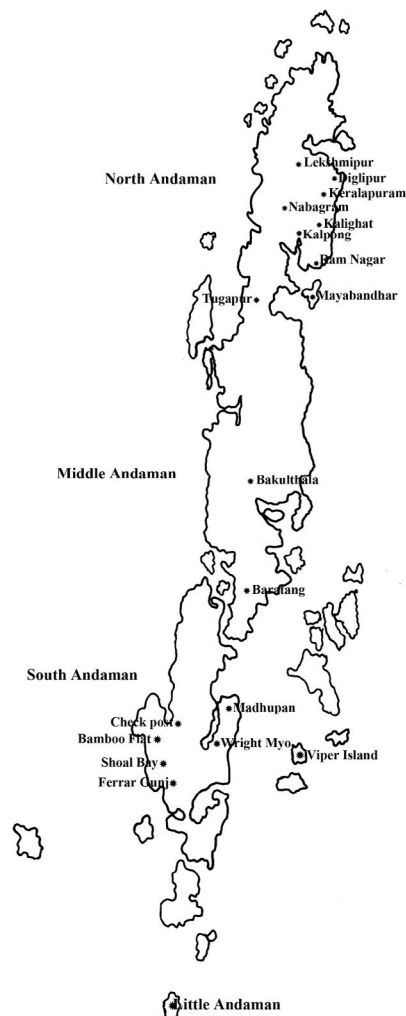 Lekshmipur
North Andaman
Diglipur
Keralapuram
Nabagram
Kalighat
Kalpong
Ram Nagar
Tugapur
Mayabandhar
Middle Andaman
Bakulthala
Baratang
South Andaman
Madhupan
Check post
Bamboo Flat
Wright Myo
Viper Island
Shoal Bay
Ferrar Gunj
Little Andaman